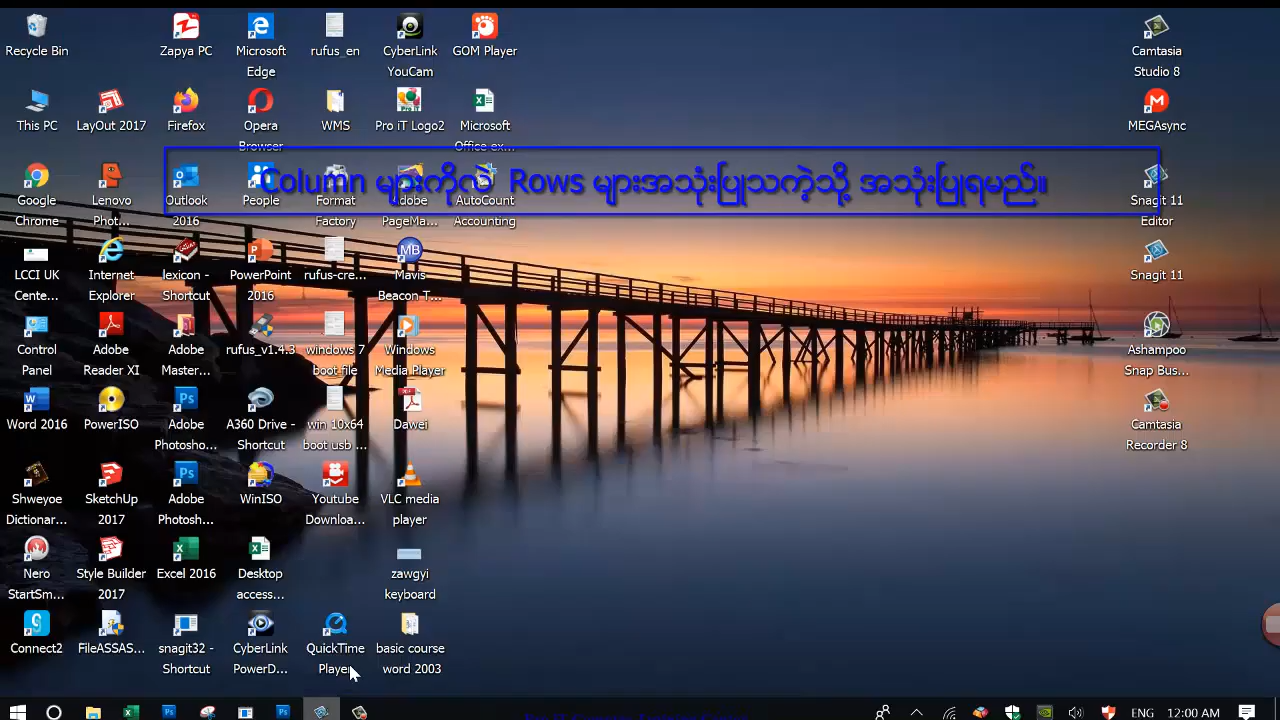 Recycle Bin
Zapya PC
Microsoft
Edge
rufus_en
CyberLink
YouCam
GOM Player
Camtasia
Studio 8
This PC
LayOut 2017
Firefox
Opera
Browser
WMS
Pro iT Logo2
Microsoft
Office ex...
MEGAsync
Column များကိုလဲ Rows များအသုံးပြုသကဲ့သို့ အသုံးပြုရမည်။
Google
Chrome
Lenovo
Phot...
Outlook
2016
People
Format
Factory
Adobe
PageMa...
AutoCount
Accounting
Snagit 11
Editor
LCCI UK
Cente...
Internet
Explorer
lexicon -
Shortcut
PowerPoint
2016
rufus-cre...
Mavis
Beacon T...
Snagit 11
Control
Panel
Adobe
Reader XI
Adobe
Master...
rufus_v1.4.3
windows 7
boot file
Windows
Media Player
Ashampoo
Snap Bus...
Word 2016
PowerISO
Adobe
Photosho...
A360 Drive -
Shortcut
win 10x64
boot usb ...
Dawei
Camtasia
Recorder 8
Shweyoe
Dictionar...
SketchUp
2017
Adobe
Photosh...
WinISO
Youtube
Downloa...
VLC media
player
Nero
StartSm...
Style Builder
2017
Excel 2016
Desktop
access...
zawgyi
keyboard
Connect2
FileASSAS...
snagit32 -
Shortcut
CyberLink
PowerD...
QuickTime
Player
basic course
word 2003
ENG
12:00 AM